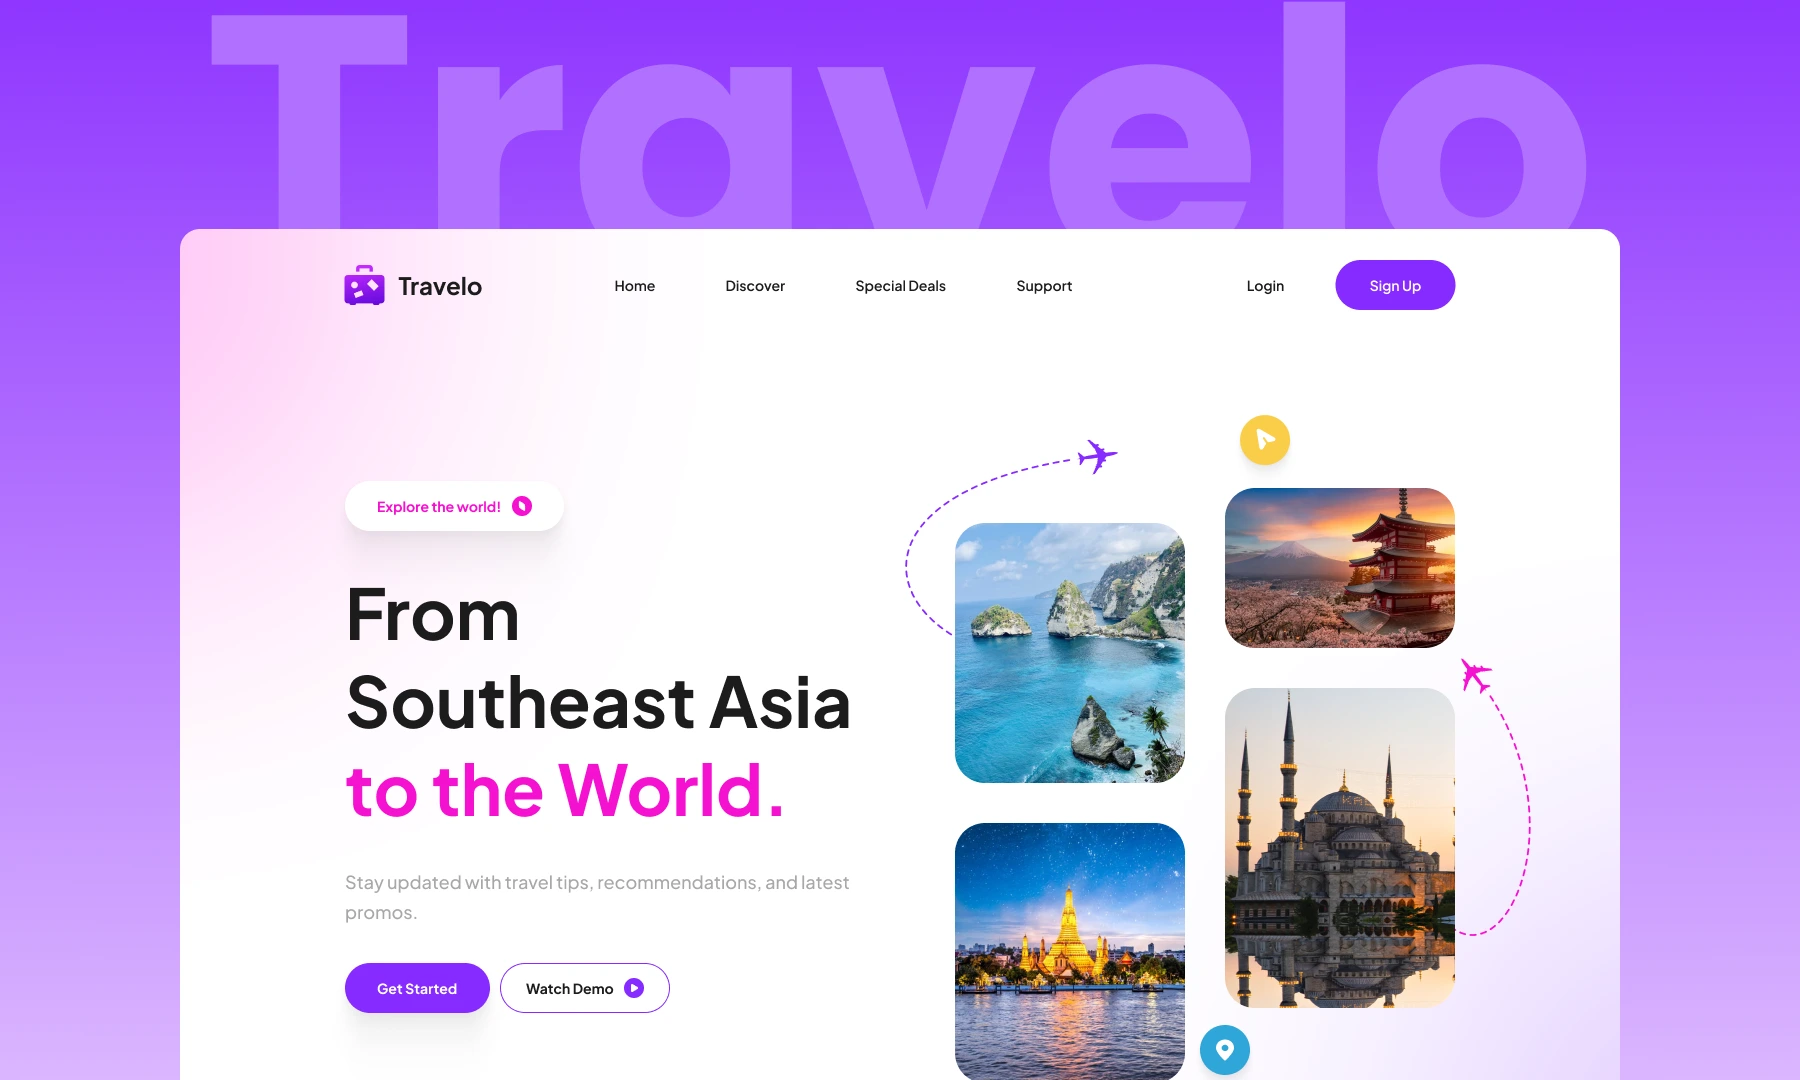 Travelo
Travelo
Home
Discover
Special Deals
Support
Login
Sign Up
Explore the world!
From
Southeast Asia
to the World.
Stay updated with travel tips, recommendations, and latest
promos.
Get Started
Watch Demo